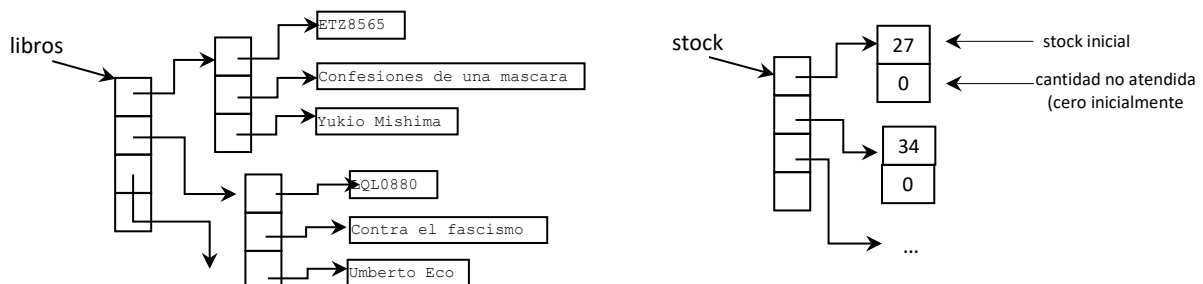 libros
ETZ8565
Confesiones de una mascara
Yukio Mishima
LQL0880
Contra el fascismo
Umberto Eco
stock
27
0
34
0
...
stock inicial
cantidad no atendida
(cero inicialmente